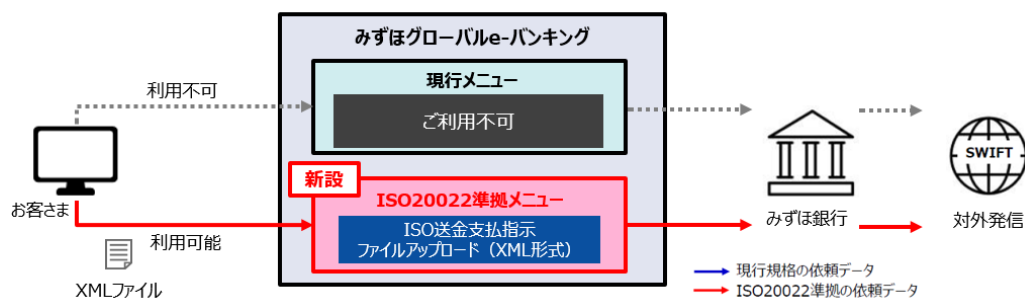 みずほグローバルe-バンキング
現行メニュー
利用不可
ご利用不可
SWIFT
新設
ISO20022準拠メニュー
お客さま
みずほ銀行
対外発信
利用可能
ISO送金支払指示
ファイルアップロード（XML形式）
XMLファイル
現行規格の依頼データ
ISO20022準拠の依頼データ